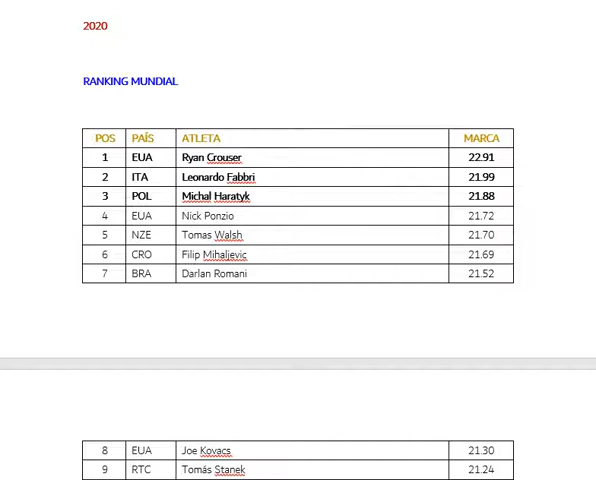 2020
RANKING MUNDIAL
POS PAÍS ATLETA MARCA
1 EUA Ryan Crouser 22.91
2 ITA Leonardo Fabbri 21.99
3 POL Michal Haratyk 21.88
4 EUA Nick Ponzio 21.72
5 NZE Tomas Walsh 21.70
6 CRO Filip Mihaljevic 21.69
7 BRA Darlan Romani 21.52
8 EUA Joe Kovacs 21.30
9 RTC Tomás Stanek 21.24